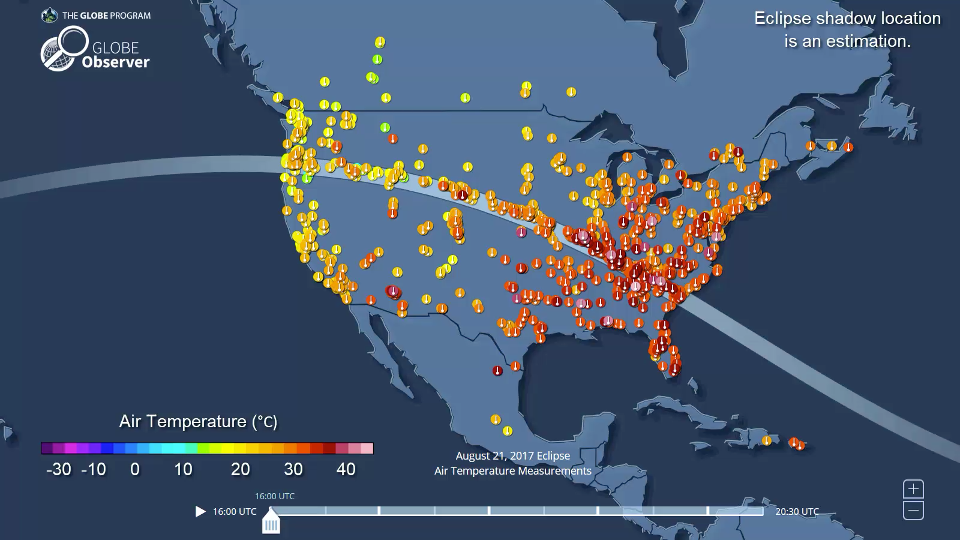 THE GLOBE PROGRAM
GLOBE
Observer
Eclipse shadow location
is an estimation.
Air Temperature (°C)
-30 -10 0 10 20 30 40
August 21, 2017 Eclipse
Air Temperature Measurements
16:00 UTC
16:00 UTC
20:30 UTC
+
−